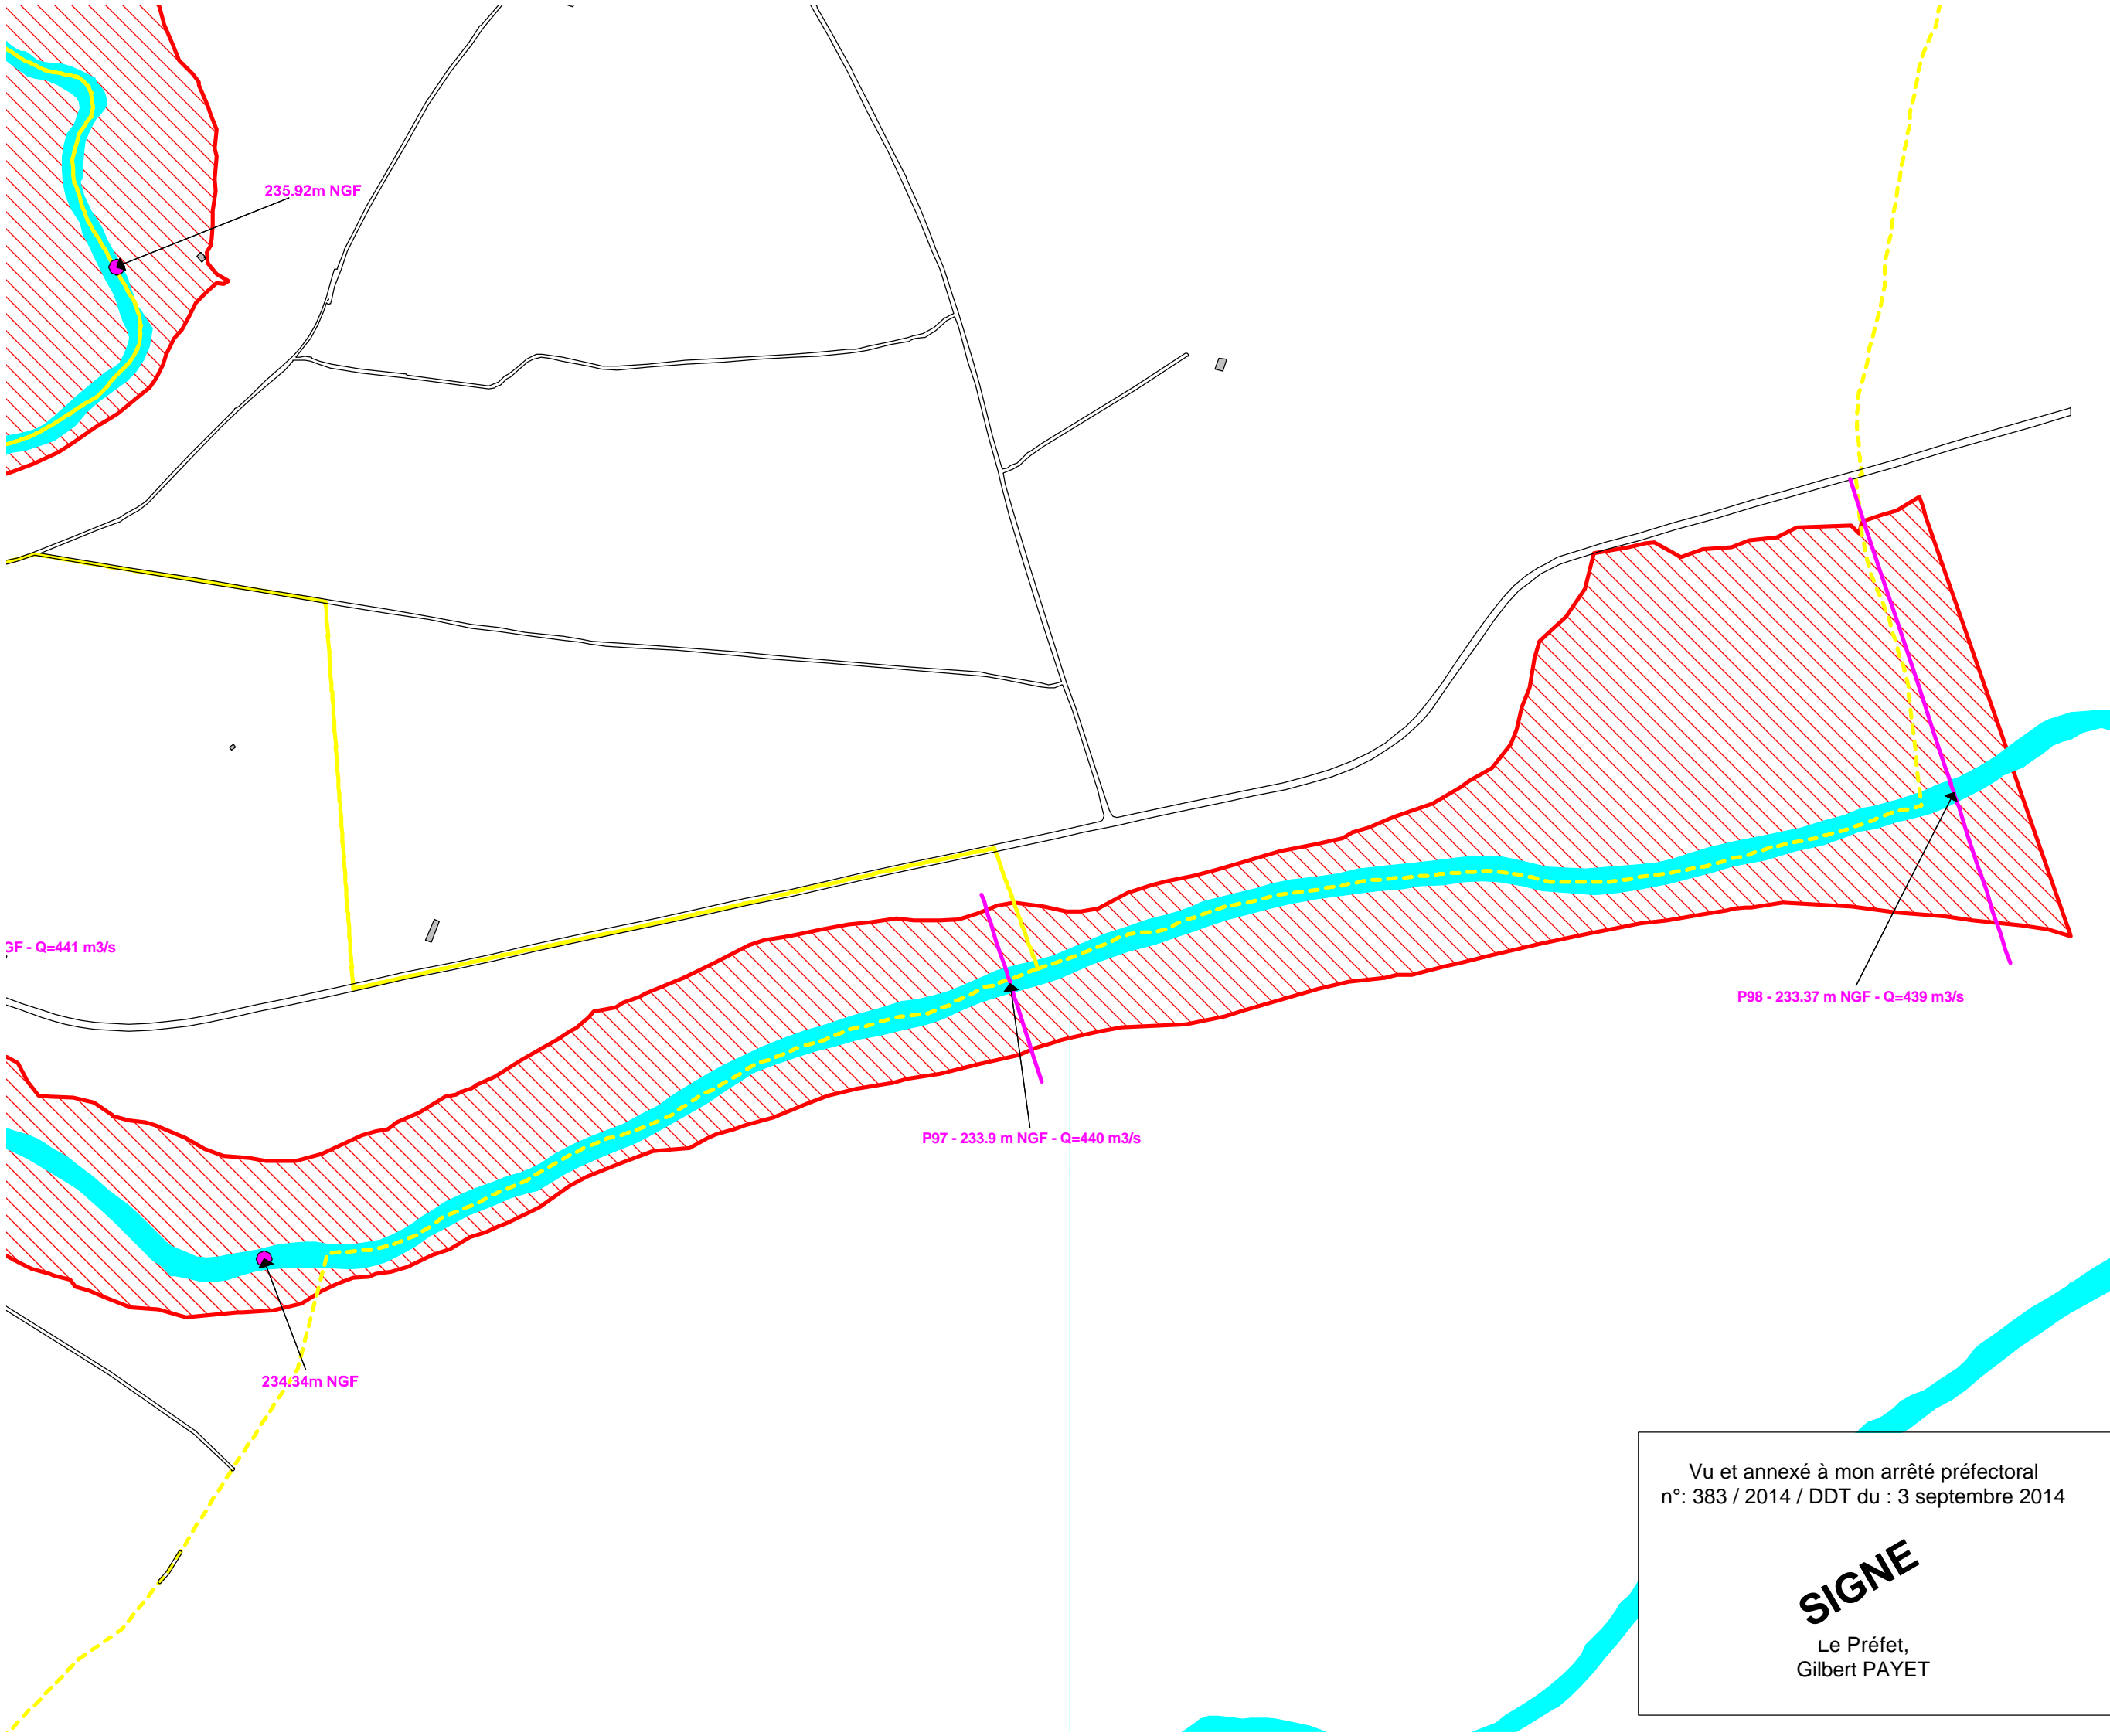 235.92m NGF
GF - Q=441 m3/s
P98 - 233.37 m NGF - Q=439 m3/s
P97 - 233.9 m NGF - Q=440 m3/s
234.34m NGF
Vu et annexé à mon arrêté préfectoral
n°: 383 / 2014 / DDT du : 3 septembre 2014
SIGNE
Le Préfet,
Gilbert PAYET